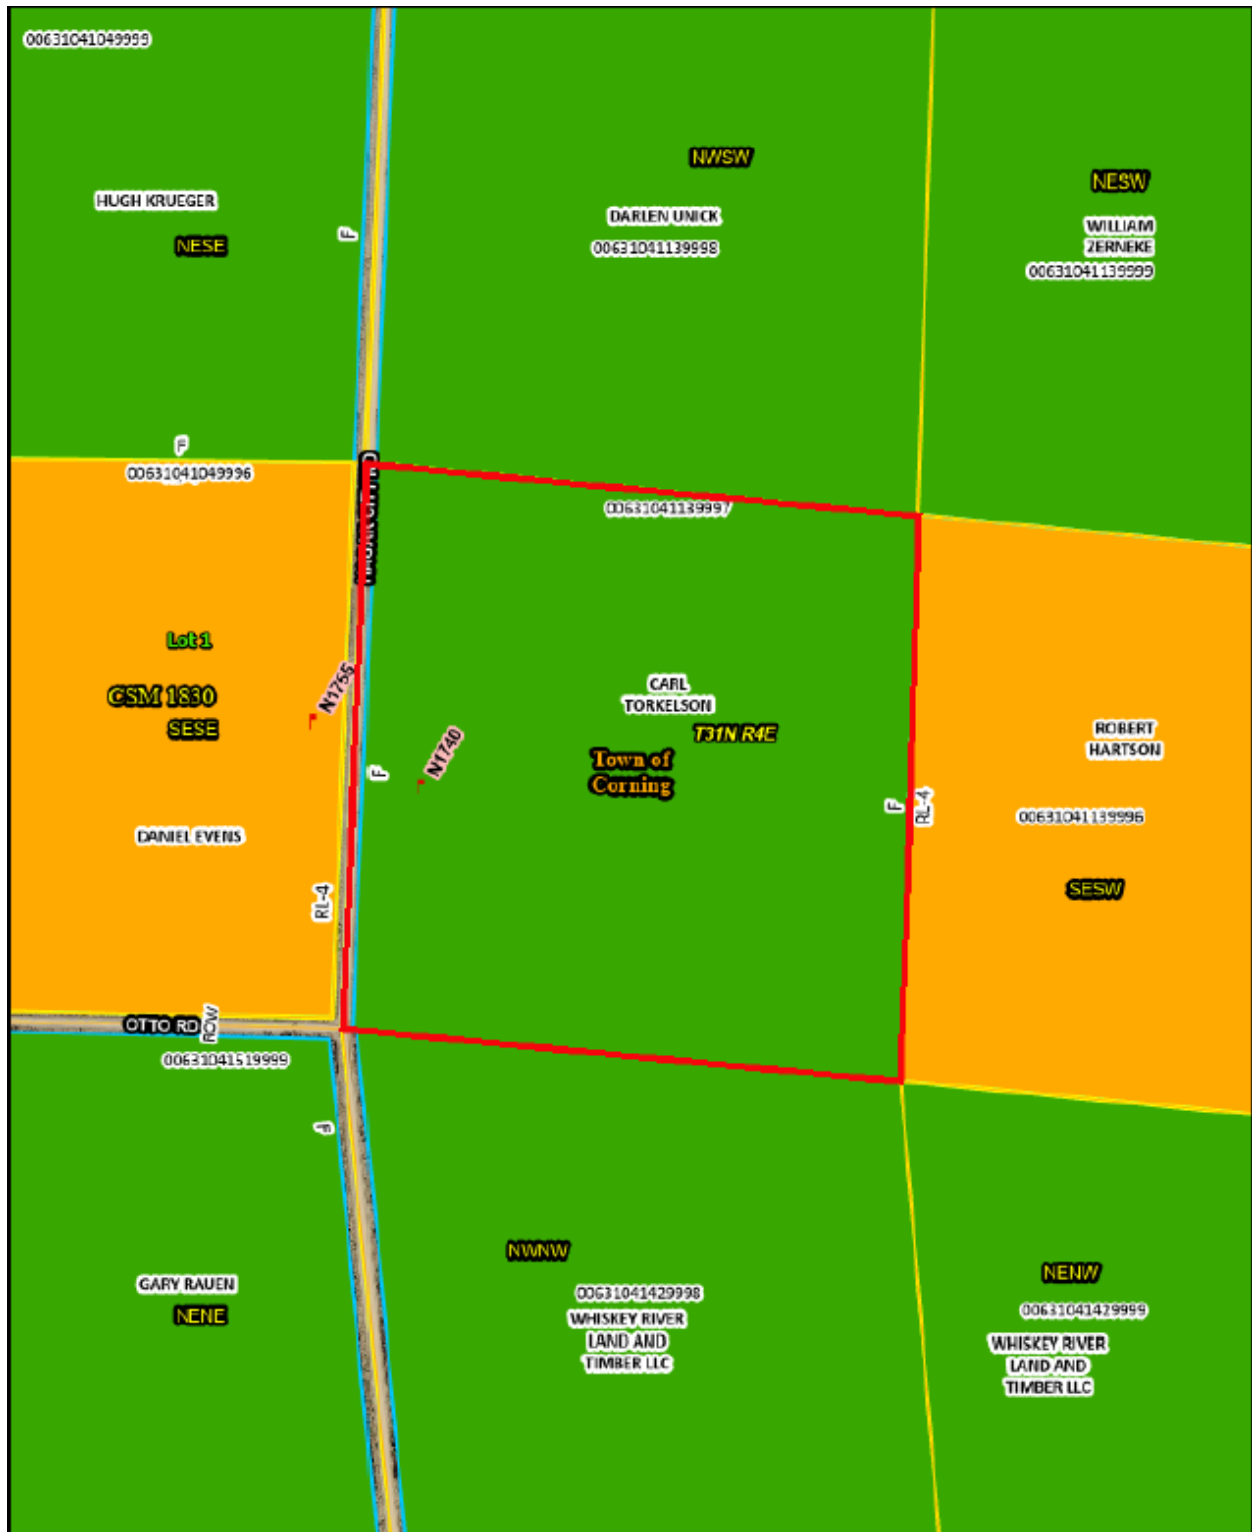 00631041049999
NWSW
NESW
HUGH KRUEGER
DARLEN UNICK
WILLIAM
ZERNEKE
F
NESE
00631041139998
00631041139999
F
00631041049996
00631041139997
Lot 1
CSM 1830
SESE
N1755
CARL
TORKELSON
T31N R4E
ROBERT
HARTSON
N1740
Town of
Corning
F
F
RL-4
00631041139996
DANIEL EVENS
RL-4
SESW
OTTO RD
ROW
00631041519999
F
NWNW
GARY RAUEN
NENE
00631041429998
WHISKEY RIVER
LAND AND
TIMBER LLC
NENW
00631041429999
WHISKEY RIVER
LAND AND
TIMBER LLC